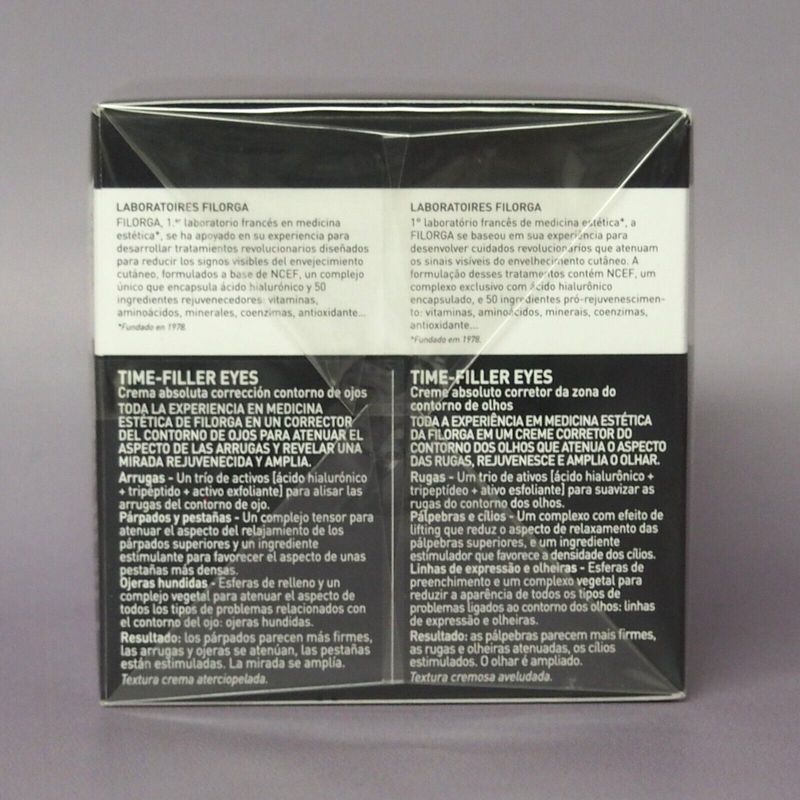 LABORATOIRES FILORGA
FILORGA, 1.er laboratorio francés en medicina
estética*, se ha apoyado en su experiencia para
desarrollar tratamientos revolucionarios diseñados
para reducir los signos visibles del envejecimiento
cutáneo, formulados a base de NCEF, un complejo
único que encapsula ácido hialurónico y 50
ingredientes rejuvenecedores: vitaminas,
aminoácidos, minerales, coenzimas, antioxidante...
*Fundado en 1978.
TIME-FILLER EYES
Crema absoluta corrección contorno de ojos
TODA LA EXPERIENCIA EN MEDICINA
ESTÉTICA DE FILORGA EN UN CORRECTOR
DEL CONTORNO DE OJOS PARA ATENUAR EL
ASPECTO DE LAS ARRUGAS Y REVELAR UNA
MIRADA REJUVENECIDA Y AMPLIA.
Arrugas - Un trío de activos [ácido hialurónico
+ tripéptido + activo exfoliante] para alisar las
arrugas del contorno de ojo.
Párpados y pestañas - Un complejo tensor para
atenuar el aspecto del relajamiento de los
párpados superiores y un ingrediente
estimulante para favorecer el aspecto de unas
pestañas más densas.
Ojeras hundidas - Esferas de relleno y un
complejo vegetal para atenuar el aspecto de
todos los tipos de problemas relacionados con
el contorno del ojo: ojeras hundidas.
Resultado: los párpados parecen más firmes,
las arrugas y ojeras se atenúan, las pestañas
están estimuladas. La mirada se amplía.
Textura crema aterciopelada.
LABORATOIRES FILORGA
1º laboratório francês de medicina estética*, a
FILORGA se baseou em sua experiência para
desenvolver cuidados revolucionários que atenuam
os sinais visíveis do envelhecimento cutâneo. A
formulação desses tratamentos contém NCEF, um
complexo exclusivo com ácido hialurônico
encapsulado, e 50 ingredientes pró-rejuvenescimen-
to: vitaminas, aminoácidos, minerais, coenzimas,
antioxidante...
*Fundado em 1978.
TIME-FILLER EYES
Creme absoluto corretor da zona do
contorno de olhos
TODA A EXPERIÊNCIA EM MEDICINA ESTÉTICA
DA FILORGA EM UM CREME CORRETOR DO
CONTORNO DOS OLHOS QUE ATENUA O ASPECTO
DAS RUGAS, REJUVENESCE E AMPLIA O OLHAR.
Rugas - Um trio de ativos [ácido hialurônico +
tripeptídeo + ativo esfoliante] para suavizar as
rugas do contorno dos olhos.
Pálpebras e cílios - Um complexo com efeito de
lifting que reduz o aspecto de relaxamento das
pálpebras superiores, e um ingrediente
estimulador que favorece a densidade dos cílios.
Linhas de expressão e olheiras - Esferas de
preenchimento e um complexo vegetal para
reduzir a aparência de todos os tipos de
problemas ligados ao contorno dos olhos: linhas
de expressão e olheiras.
Resultado: as pálpebras parecem mais firmes,
as rugas e olheiras atenuadas, os cílios
estimulados. O olhar é ampliado.
Textura cremosa aveludada.